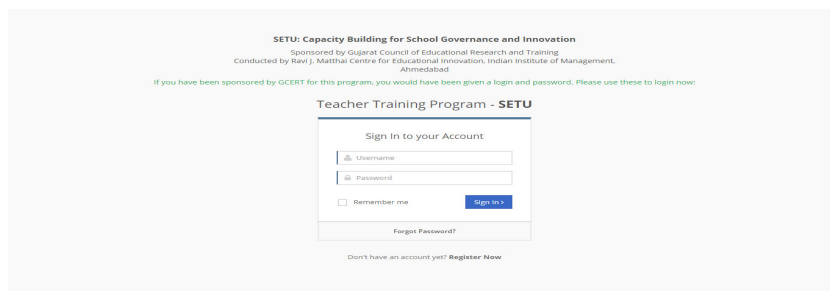 SETU: Capacity Building for School Governance and Innovation
Sponsored by Gujarat Council of Educational Research and Training
Conducted by Ravi J. Matthai Centre for Educational Innovation, Indian Institute of Management,
Ahmedabad
If you have been sponsored by GCERT for this program, you would have been given a login and password. Please use these to login now:
Teacher Training Program - SETU
Sign In to your Account
Username
Password
Remember me
Sign In >
Forgot Password?
Don't have an account yet? Register Now